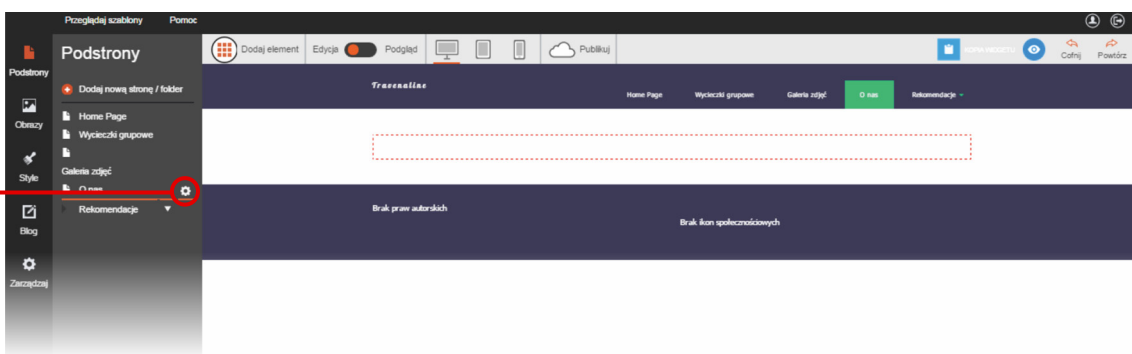 Przeglądaj szablony Pomoc
Podstrony
Dodaj element Edycja Podgląd Publikuj
KOPIA WIDGETU
Cofnij Powtórz
Podstrony
Dodaj nową stronę / folder
Obrazy
Home Page
Wycieczki grupowe
Galeria zdjęć
Style
O nas
Rekomendacje
Blog
Zarządzaj
Travenaline
Home Page Wycieczki grupowe Galeria zdjęć O nas Rekomendacje
Brak praw autorskich
Brak ikon społecznościowych